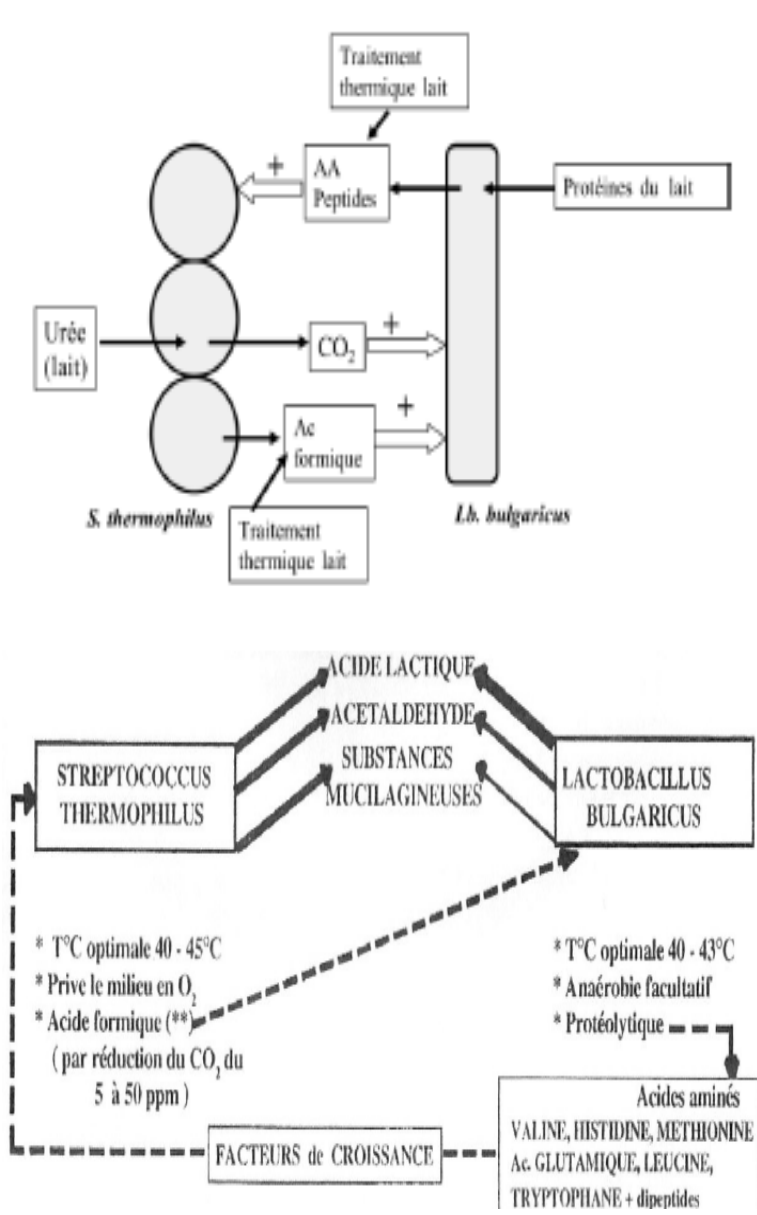 Traitement
thermique lait
+
AA
Peptides
Protéines du lait
Urée
(lait)
CO₂
+
+
Ac
formique
S. thermophilus
Lb. bulgaricus
Traitement
thermique lait
ACIDE LACTIQUE
ACETALDEHYDE
SUBSTANCES
MUCILAGINEUSES
STREPTOCOCCUS
THERMOPHILUS
LACTOBACILLUS
BULGARICUS
* T°C optimale 40 - 45°C
* Prive le milieu en O₂
* Acide formique (**)
( par réduction du CO₂ du
5 à 50 ppm )
* T°C optimale 40 - 43°C
* Anaérobie facultatif
* Protéolytique
FACTEURS de CROISSANCE
Acides aminés
VALINE, HISTIDINE, METHIONINE
Ac. GLUTAMIQUE, LEUCINE,
TRYPTOPHANE + dipeptides